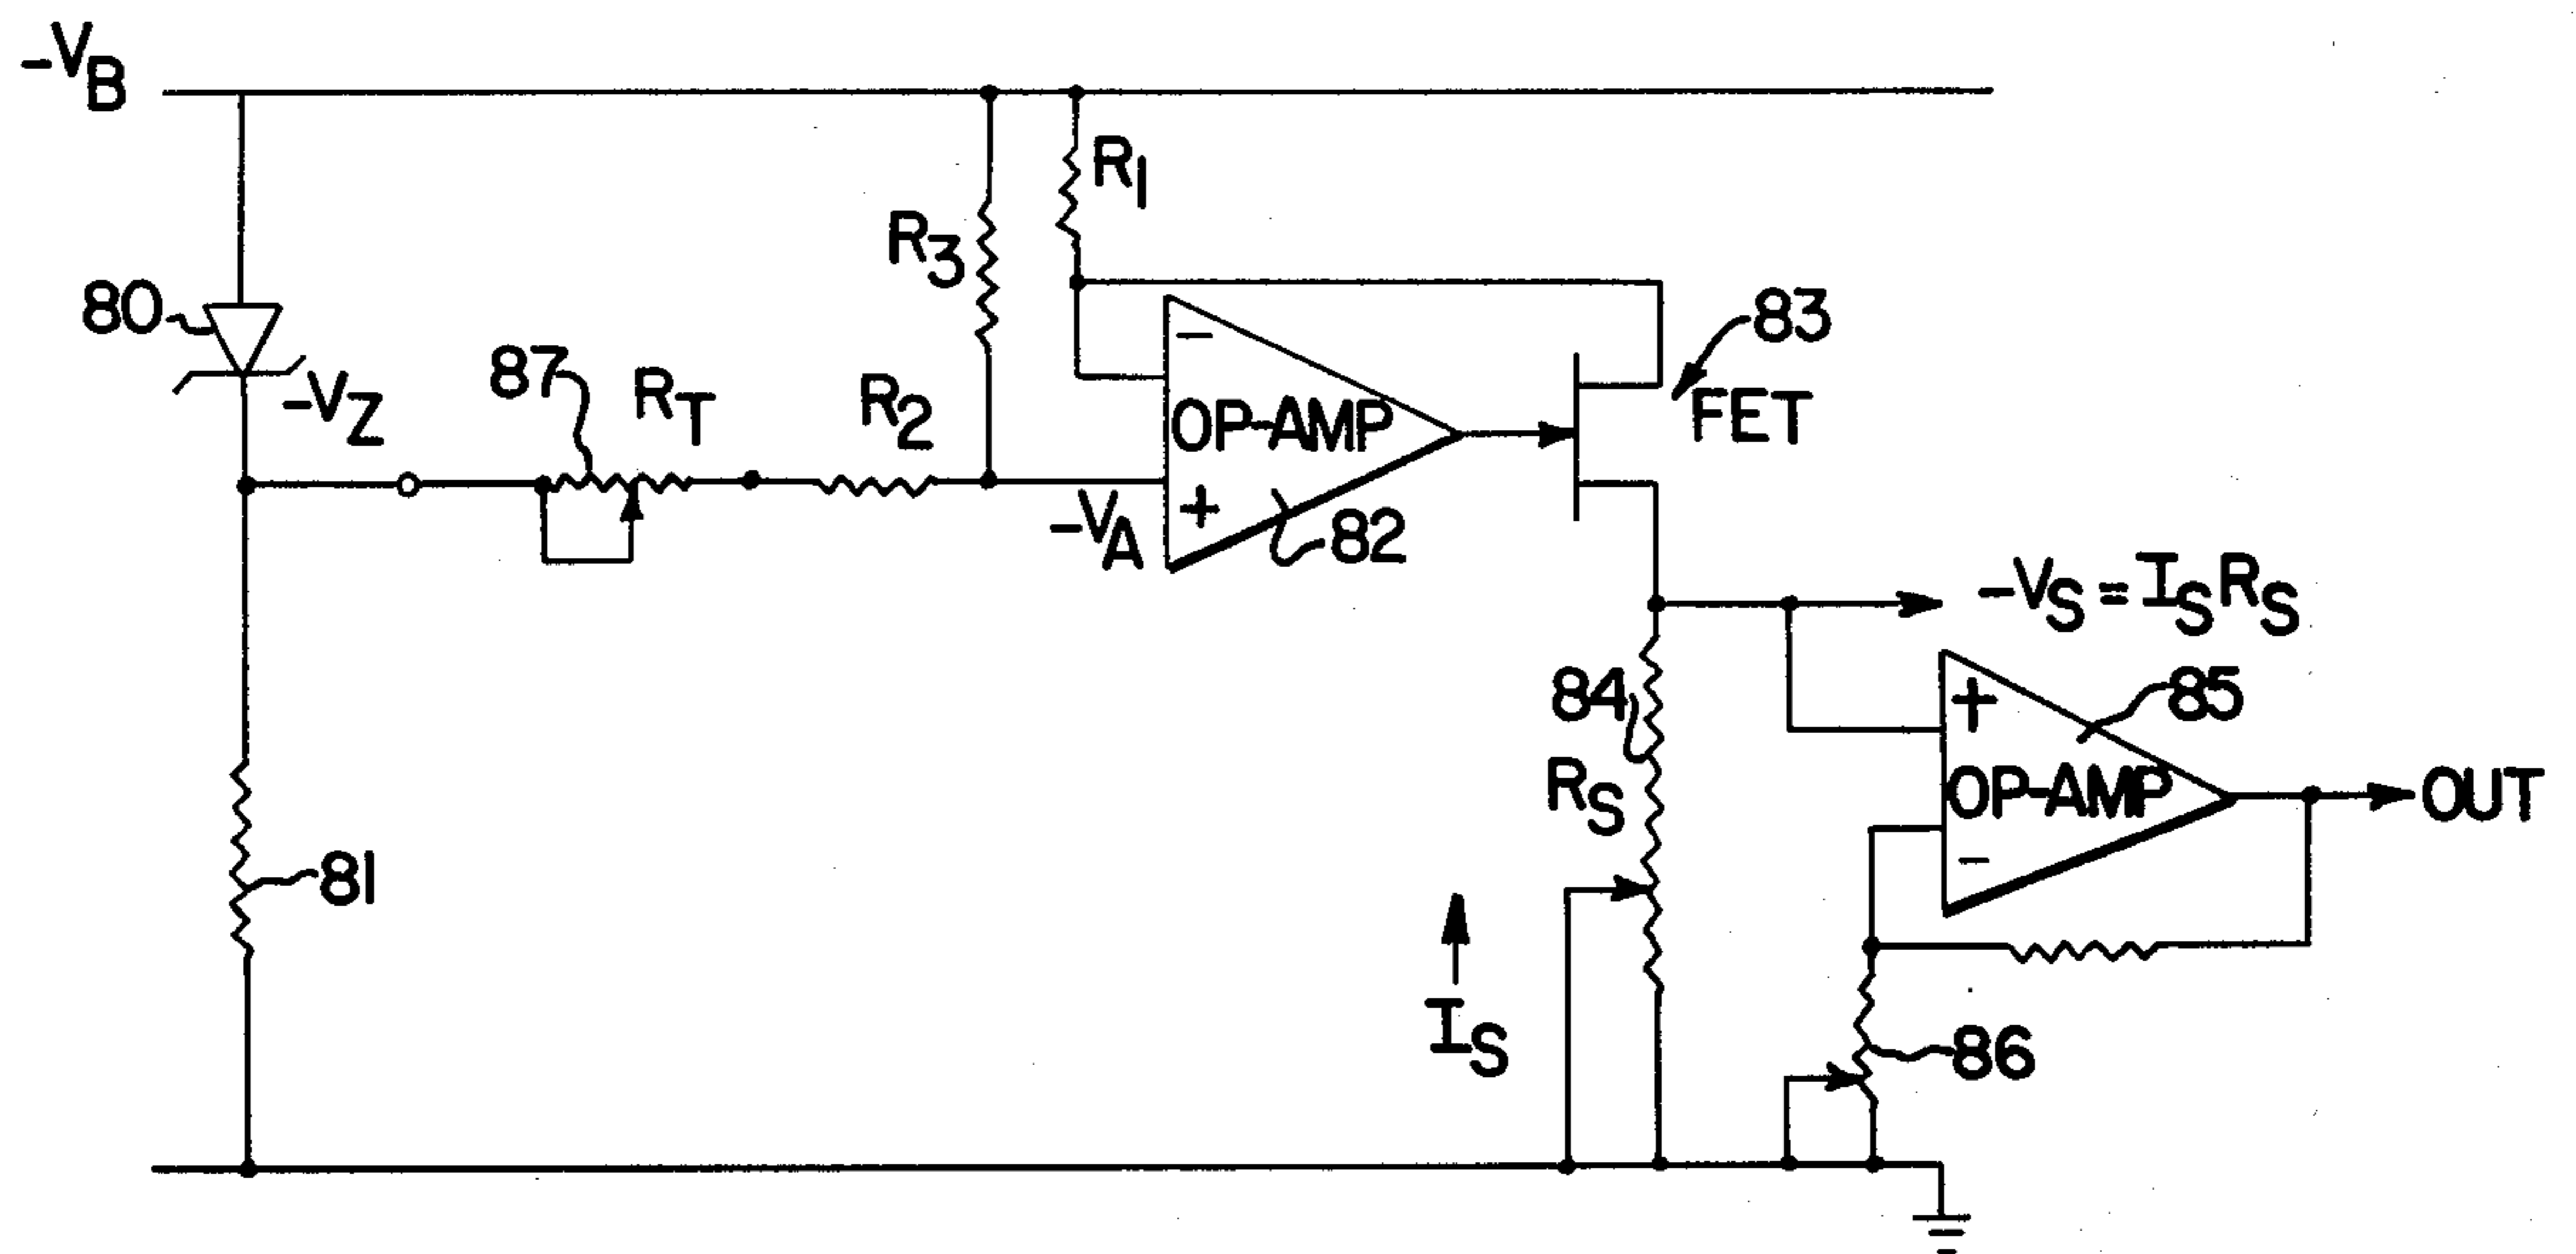 -VB
R1
R3
80
83
-VZ
87
RT
R2
−
FET
OP-AMP
+
-VA
82
-VS = ISRS
84
85
+
RS
OP-AMP
OUT
81
−
IS
86